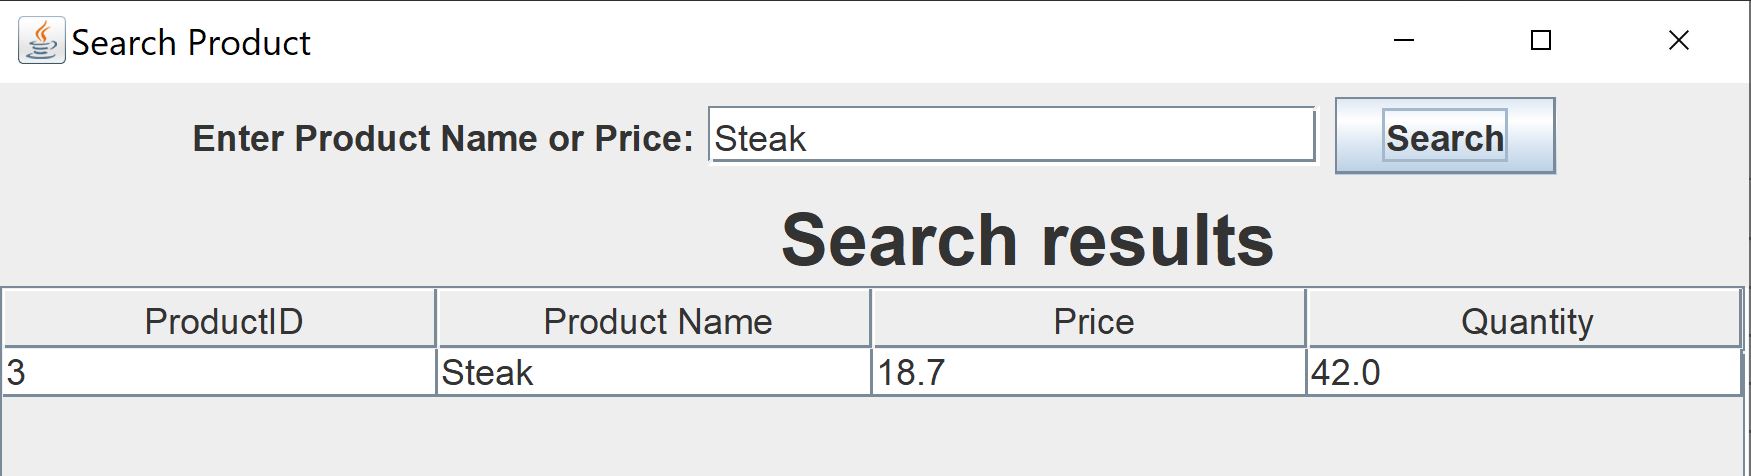 Search Product
Enter Product Name or Price: Steak Search
Search results
ProductID Product Name Price Quantity
3 Steak 18.7 42.0